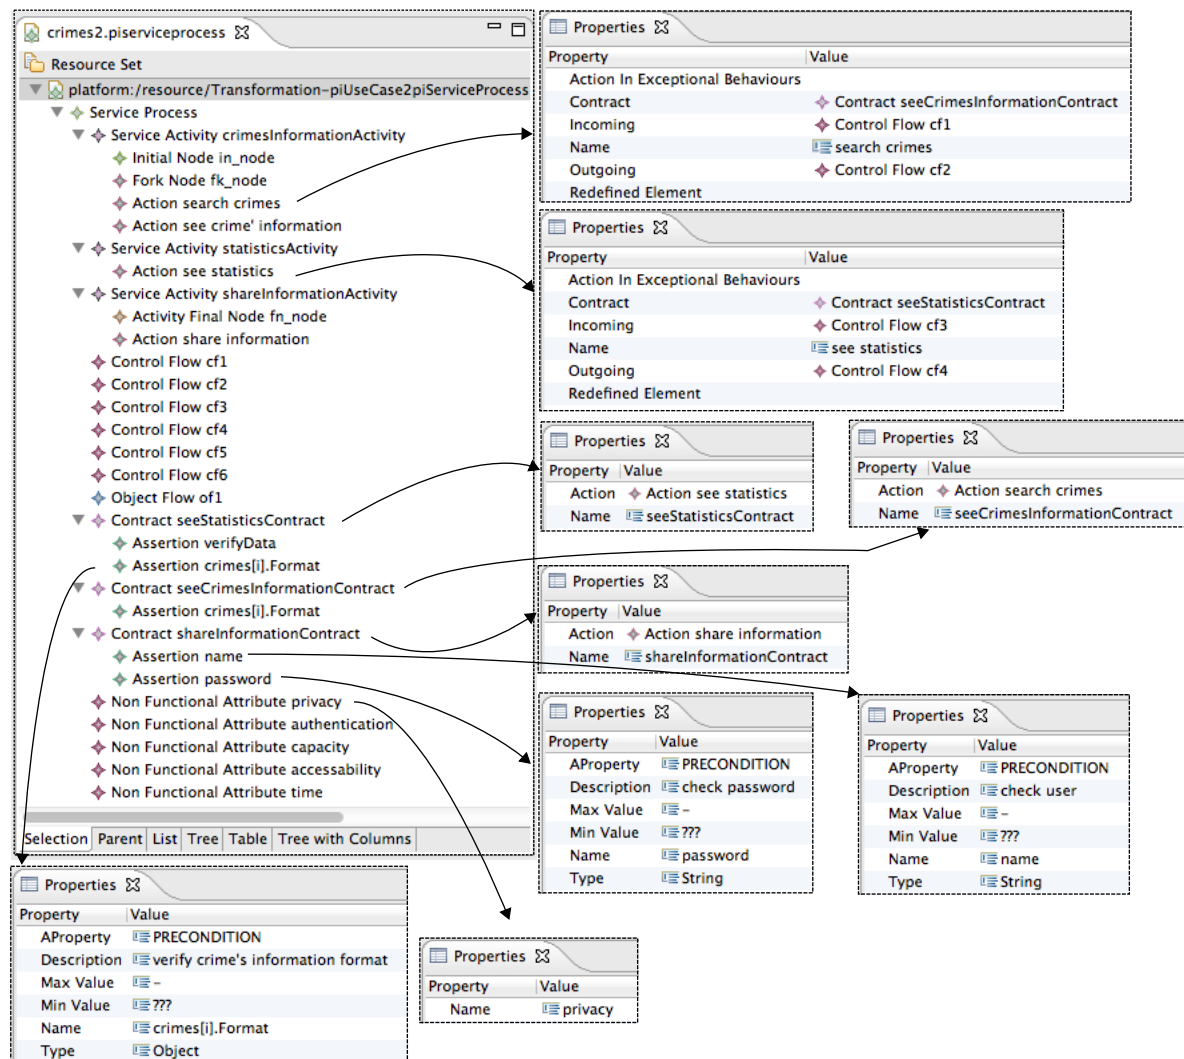 crimes2.piserviceprocess
Resource Set
platform:/resource/Transformation-piUseCase2piServiceProcess
Service Process
Service Activity crimesInformationActivity
Initial Node in_node
Fork Node fk_node
Action search crimes
Action see crime' information
Service Activity statisticsActivity
Action see statistics
Service Activity shareInformationActivity
Activity Final Node fn_node
Action share information
Control Flow cf1
Control Flow cf2
Control Flow cf3
Control Flow cf4
Control Flow cf5
Control Flow cf6
Object Flow of1
Contract seeStatisticsContract
Assertion verifyData
Assertion crimes[i].Format
Contract seeCrimesInformationContract
Assertion crimes[i].Format
Contract shareInformationContract
Assertion name
Assertion password
Non Functional Attribute privacy
Non Functional Attribute authentication
Non Functional Attribute capacity
Non Functional Attribute accessability
Non Functional Attribute time
Selection Parent List Tree Table Tree with Columns
Properties
Property Value
Action In Exceptional Behaviours
Contract Contract seeCrimesInformationContract
Incoming Control Flow cf1
Name search crimes
Outgoing Control Flow cf2
Redefined Element
Properties
Property Value
Action In Exceptional Behaviours
Contract Contract seeStatisticsContract
Incoming Control Flow cf3
Name see statistics
Outgoing Control Flow cf4
Redefined Element
Properties
Property Value
Action Action see statistics
Name seeStatisticsContract
Properties
Property Value
Action Action search crimes
Name seeCrimesInformationContract
Properties
Property Value
Action Action share information
Name shareInformationContract
Properties
Property Value
AProperty PRECONDITION
Description check password
Max Value –
Min Value ???
Name password
Type String
Properties
Property Value
AProperty PRECONDITION
Description check user
Max Value –
Min Value ???
Name name
Type String
Properties
Property Value
AProperty PRECONDITION
Description verify crime's information format
Max Value –
Min Value ???
Name crimes[i].Format
Type Object
Properties
Property Value
Name privacy